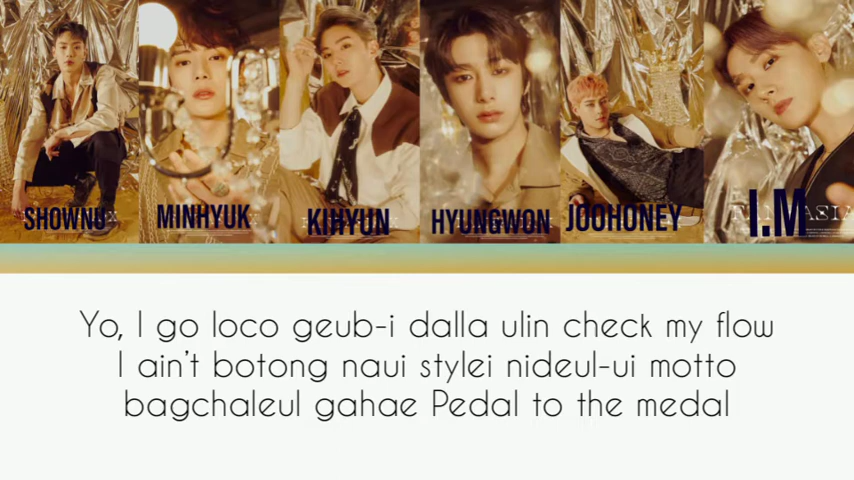 SHOWNU
MINHYUK
KIHYUN
HYUNGWON
JOOHONEY
I.M
Yo, I go loco geub-i dalla ulin check my flow
I ain't botong naui stylei nideul-ui motto
bagchaleul gahae Pedal to the medal